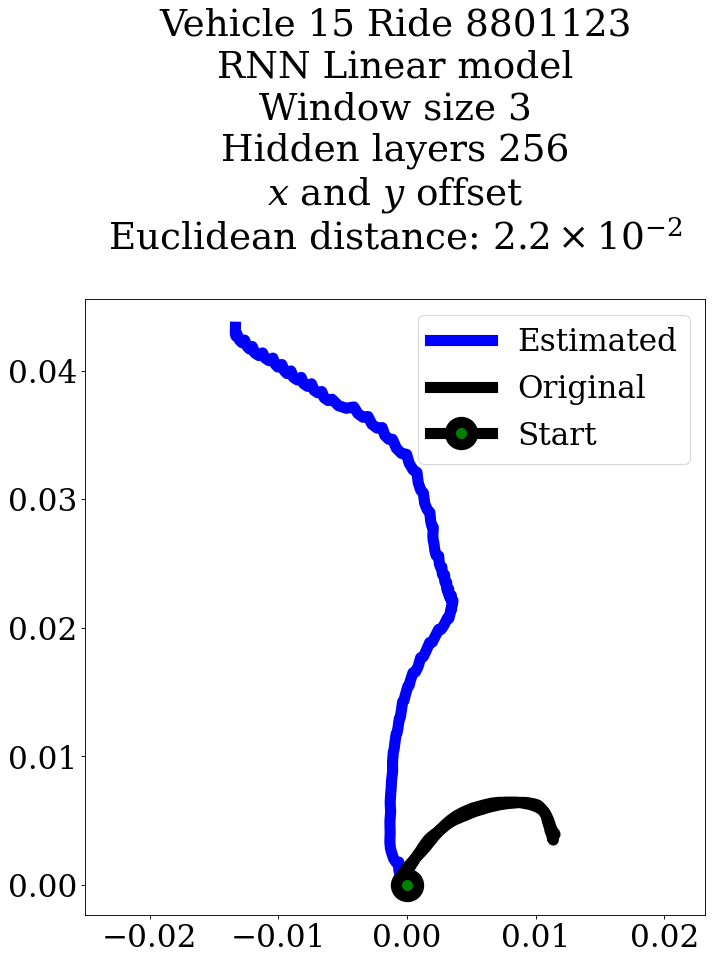 Vehicle 15 Ride 8801123
RNN Linear model
Window size 3
Hidden layers 256
x and y offset
Euclidean distance: 2.2 × 10⁻²
Estimated
Original
Start
0.04
0.03
0.02
0.01
0.00
−0.02 −0.01 0.00 0.01 0.02